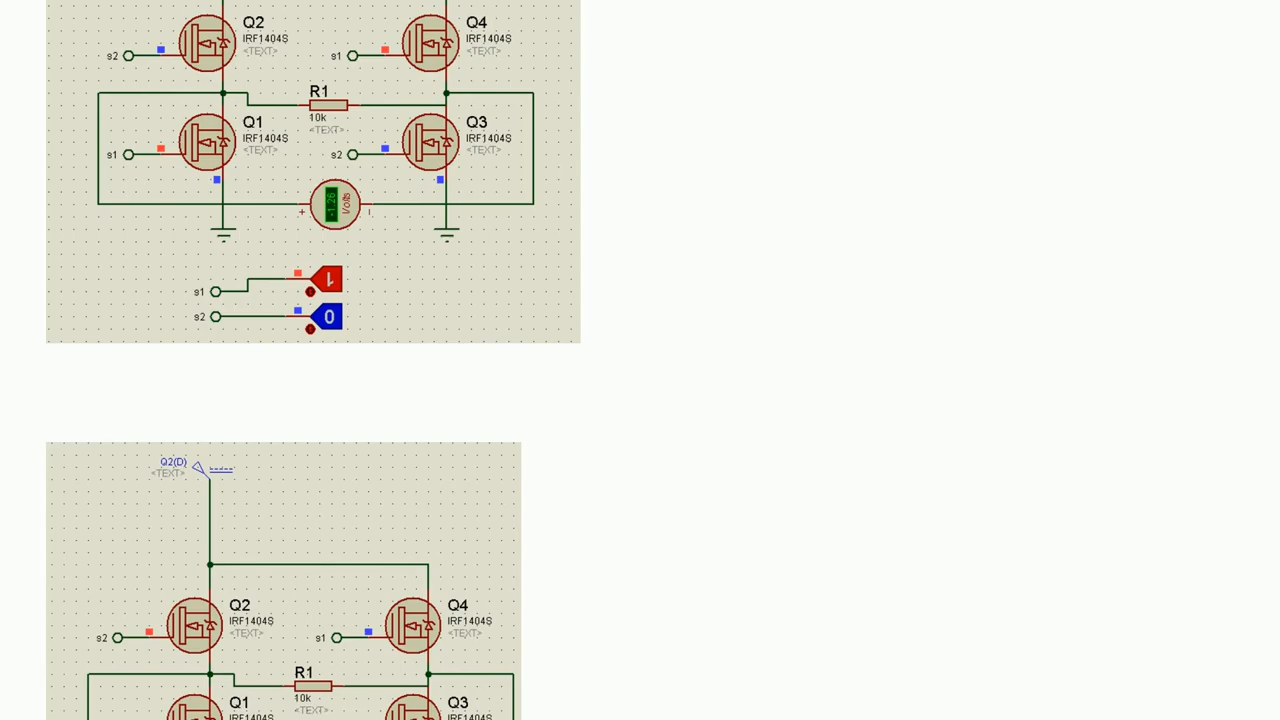 Q2
IRF1404S
<TEXT>
s2
Q4
IRF1404S
<TEXT>
s1
R1
10k
<TEXT>
Q1
IRF1404S
<TEXT>
s1
Q3
IRF1404S
<TEXT>
s2
-1.26
Volts
+
s1
1
s2
0
Q2(D)
<TEXT>
Q2
IRF1404S
<TEXT>
s2
Q4
IRF1404S
<TEXT>
s1
R1
10k
<TEXT>
Q1
IRF1404S
Q3
IRF1404S